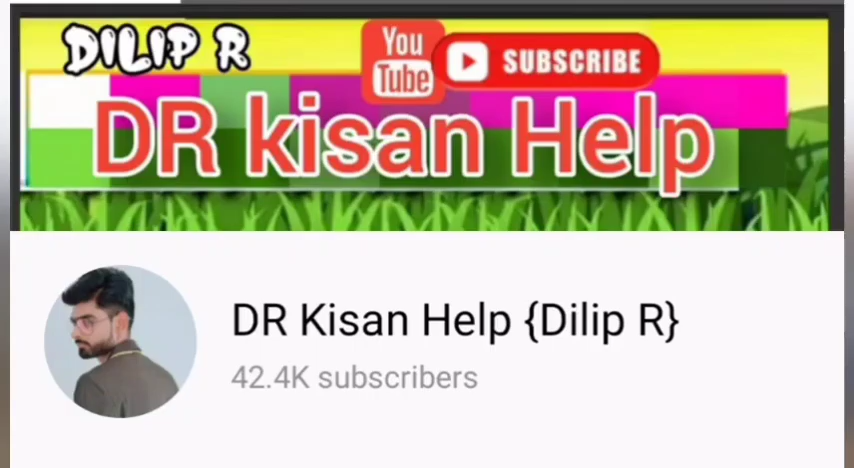 DILIP R
You
Tube
SUBSCRIBE
DR kisan Help
DR Kisan Help {Dilip R}
42.4K subscribers